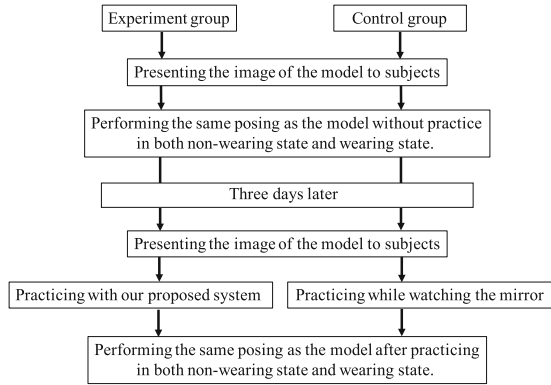 Experiment group
Control group
Presenting the image of the model to subjects
Performing the same posing as the model without practice
in both non-wearing state and wearing state.
Three days later
Presenting the image of the model to subjects
Practicing with our proposed system
Practicing while watching the mirror
Performing the same posing as the model after practicing
in both non-wearing state and wearing state.